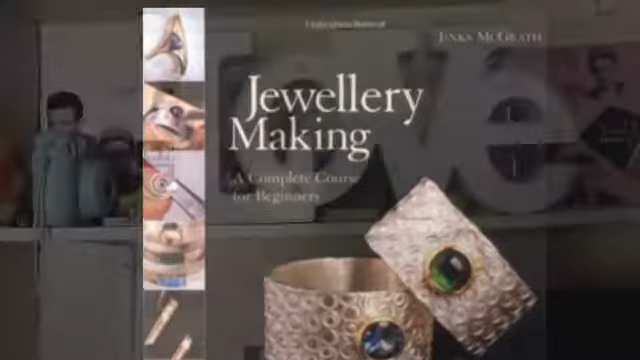 JINKS MCGRATH
Jewellery
Making
A Complete Course
for Beginners